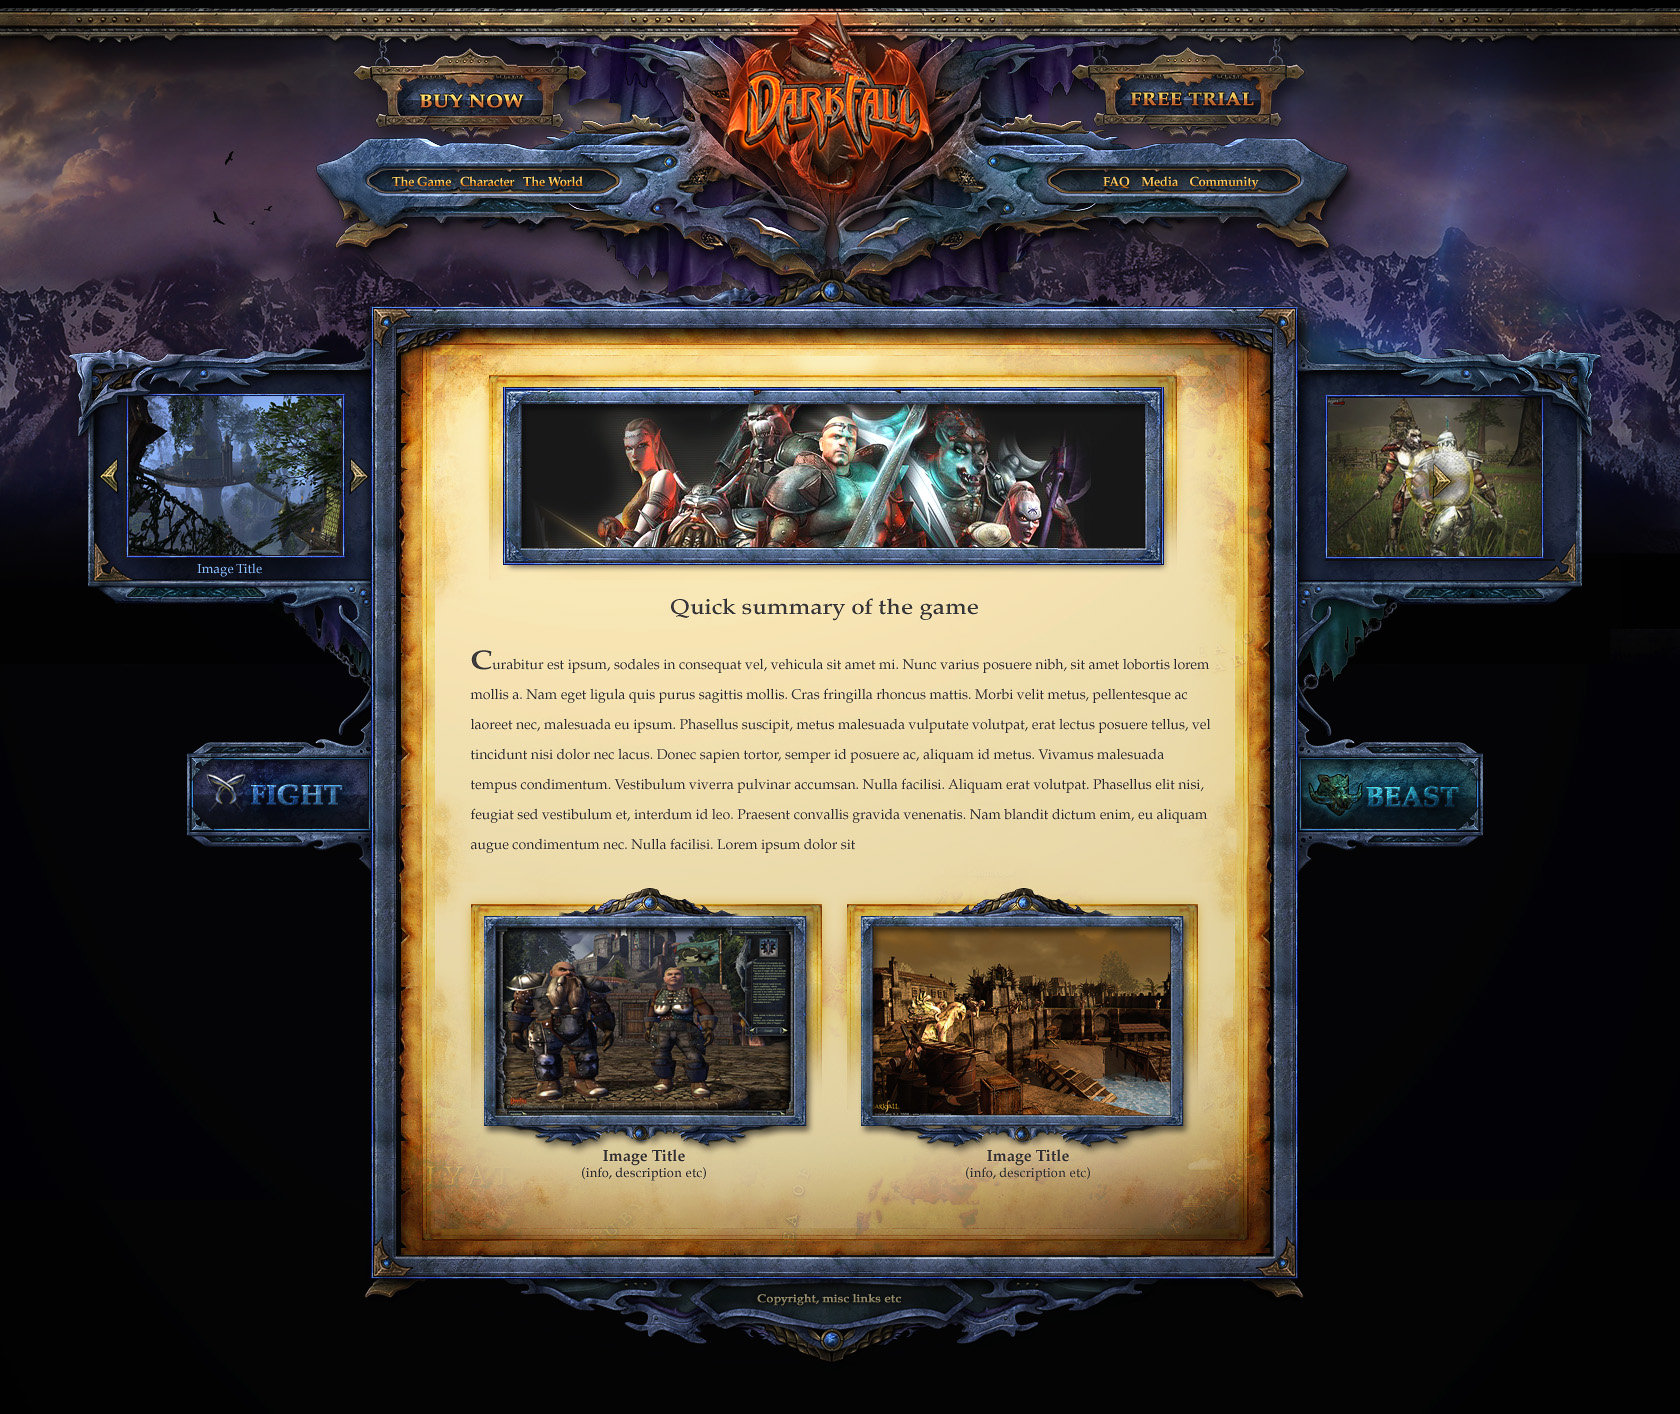 BUY NOW
DARKFALL
FREE TRIAL
The Game Character The World
FAQ Media Community
Image Title
Quick summary of the game
Curabitur est ipsum, sodales in consequat vel, vehicula sit amet mi. Nunc varius posuere nibh, sit amet lobortis lorem
mollis a. Nam eget ligula quis purus sagittis mollis. Cras fringilla rhoncus mattis. Morbi velit metus, pellentesque ac
laoreet nec, malesuada eu ipsum. Phasellus suscipit, metus malesuada vulputate volutpat, erat lectus posuere tellus, vel
tincidunt nisi dolor nec lacus. Donec sapien tortor, semper id posuere ac, aliquam id metus. Vivamus malesuada
tempus condimentum. Vestibulum viverra pulvinar accumsan. Nulla facilisi. Aliquam erat volutpat. Phasellus elit nisi,
feugiat sed vestibulum et, interdum id leo. Praesent convallis gravida venenatis. Nam blandit dictum enim, eu aliquam
augue condimentum nec. Nulla facilisi. Lorem ipsum dolor sit
FIGHT
BEAST
Image Title
(info, description etc)
Image Title
(info, description etc)
Copyright, misc links etc